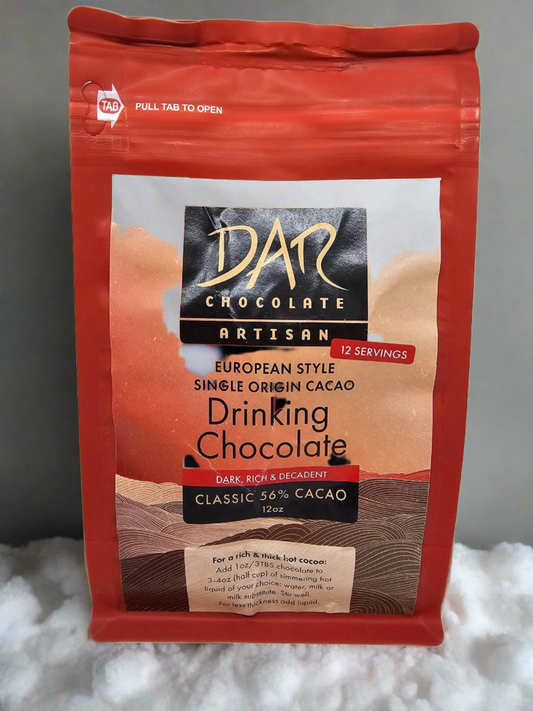 TAB
PULL TAB TO OPEN
DAR
CHOCOLATE
ARTISAN
12 SERVINGS
EUROPEAN STYLE
SINGLE ORIGIN CACAO
Drinking
Chocolate
DARK, RICH & DECADENT
CLASSIC 56% CACAO
12oz
For a rich & thick hot cocoa:
Add 1oz/3TBS chocolate to
3-4oz (half cup) of simmering hot
liquid of your choice: water, milk or
milk substitute. Stir well.
For less thickness add liquid.